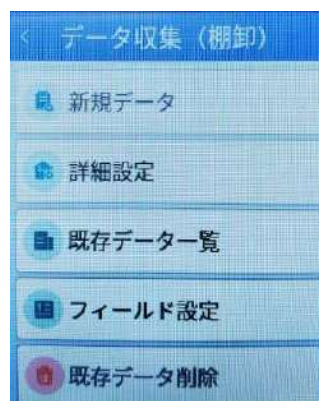 データ収集（棚卸）
新規データ
詳細設定
既存データ一覧
フィールド設定
既存データ削除